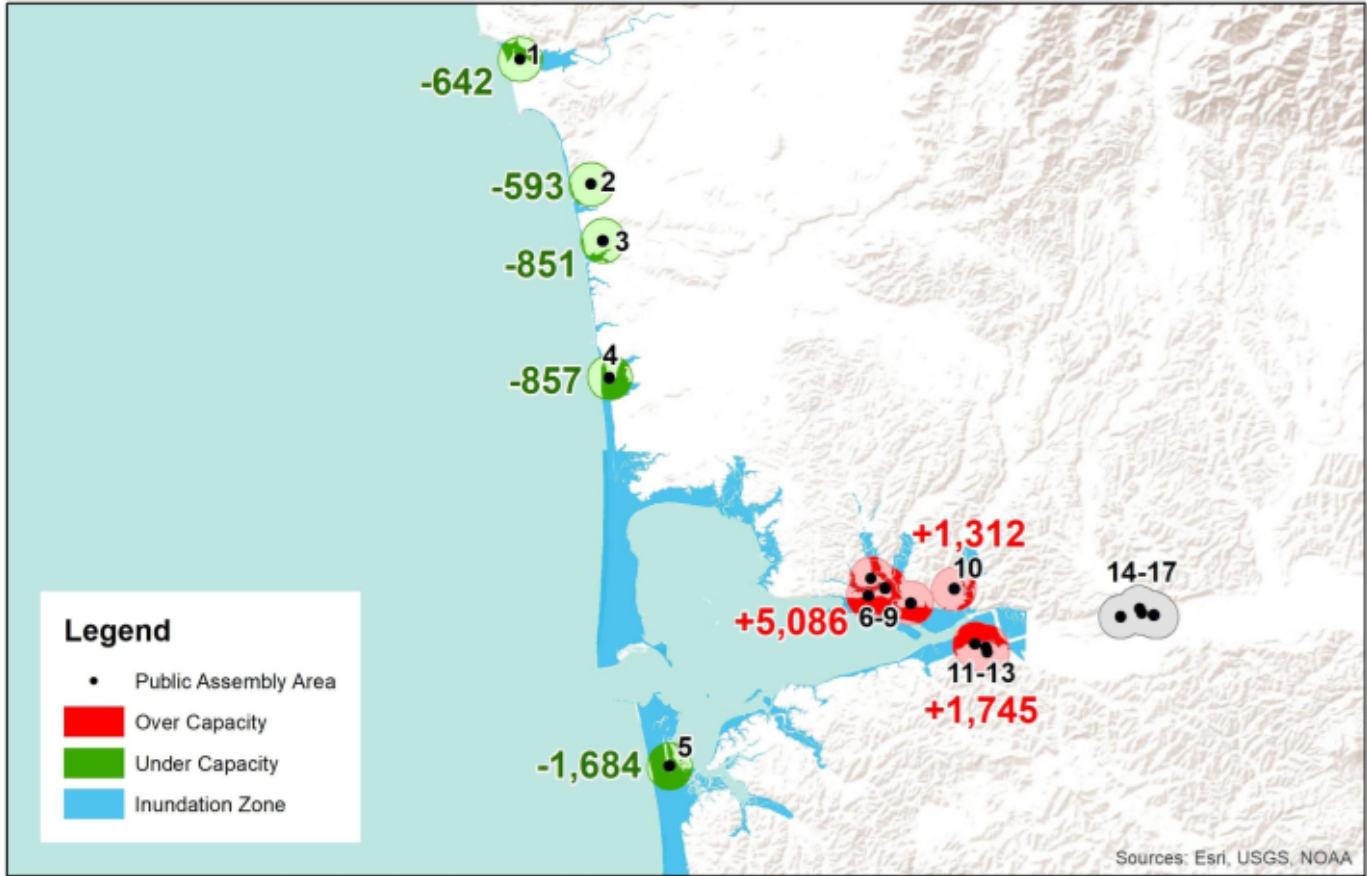 1
-642
-593
2
3
-851
4
-857
+1,312
10
14-17
+5,086
6-9
11-13
+1,745
5
-1,684
Legend
Public Assembly Area
Over Capacity
Under Capacity
Inundation Zone
Sources: Esri, USGS, NOAA